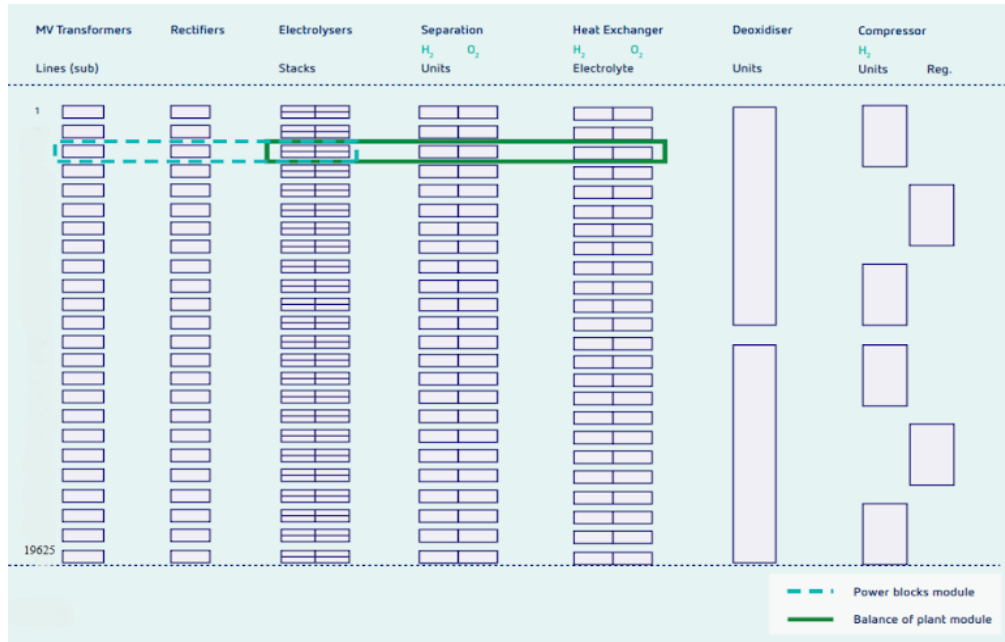 MV Transformers Rectifiers Electrolysers Separation Heat Exchanger Deoxidiser Compressor
H₂ O₂ H₂ O₂ H₂
Lines (sub) Stacks Units Electrolyte Units Units Reg.
1
19625
Power blocks module
Balance of plant module